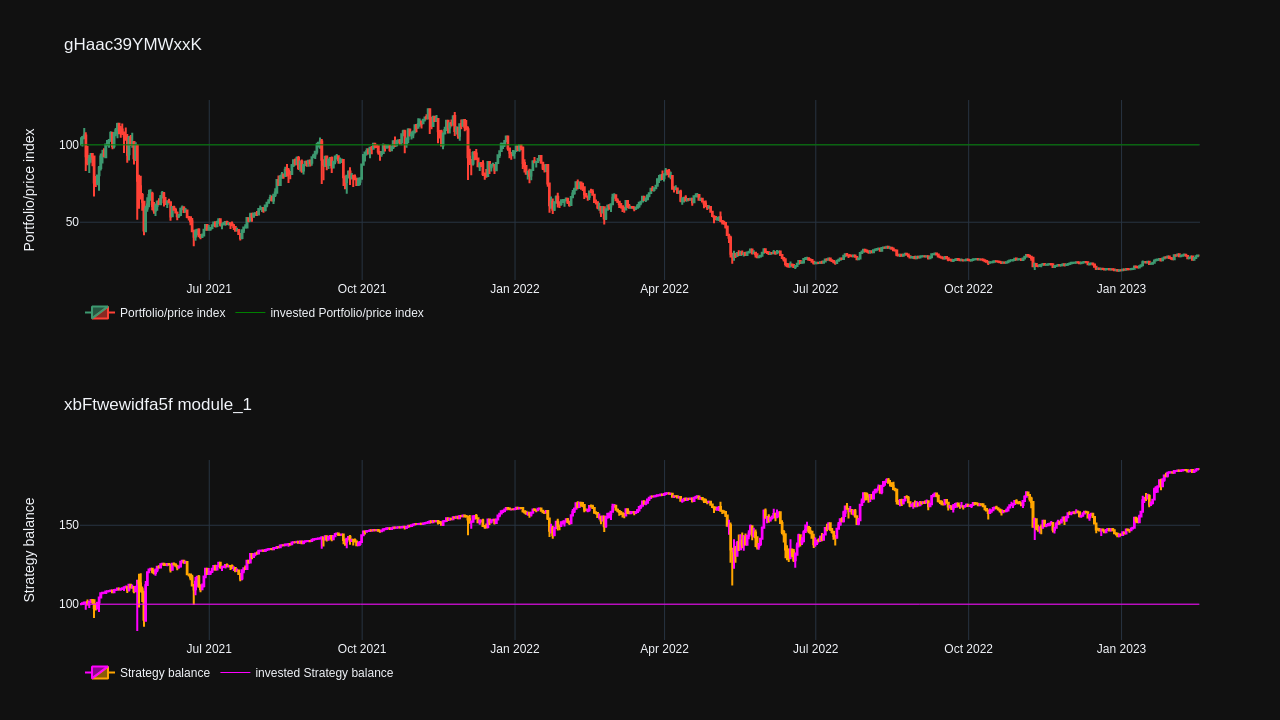 gHaac39YMWxxK
Portfolio/price index
100
50
Jul 2021
Oct 2021
Jan 2022
Apr 2022
Jul 2022
Oct 2022
Jan 2023
Portfolio/price index
invested Portfolio/price index
xbFtwewidfa5f module_1
Strategy balance
150
100
Jul 2021
Oct 2021
Jan 2022
Apr 2022
Jul 2022
Oct 2022
Jan 2023
Strategy balance
invested Strategy balance